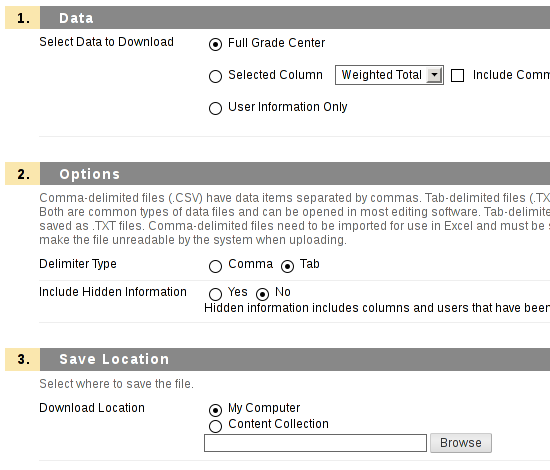 1. Data
Select Data to Download
Full Grade Center
Selected Column Weighted Total Include
User Information Only
2. Options
Comma-delimited files (.CSV) have data items separated by commas. Tab-delimited files
Both are common types of data files and can be opened in most editing software.
saved as .TXT files. Comma-delimited files need to be imported for use in Excel and must be
make the file unreadable by the system when uploading.
Delimiter Type Comma Tab
Include Hidden Information Yes No
Hidden information includes columns and users that have been
3. Save Location
Select where to save the file.
Download Location My Computer
Content Collection
Browse